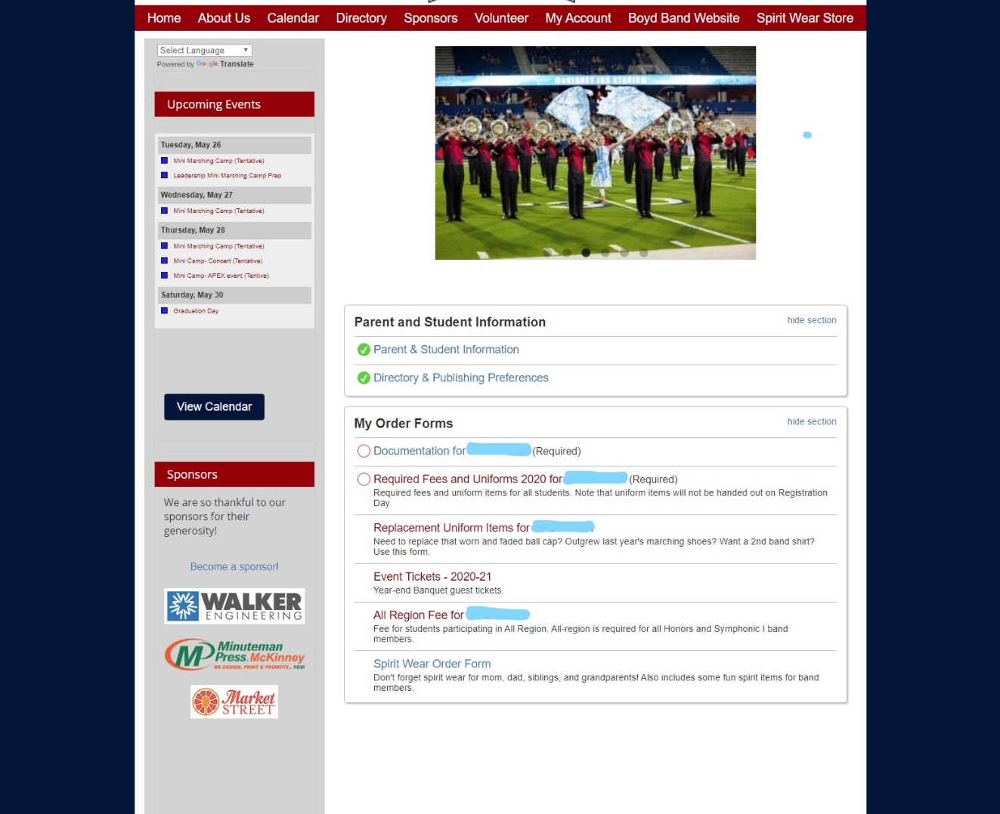 Home About Us Calendar Directory Sponsors Volunteer My Account Boyd Band Website Spirit Wear Store
Select Language
Powered by Google Translate
Upcoming Events
Tuesday, May 26
Mini Marching Camp (Tentative)
Leadership Mini Marching Camp Prep
Wednesday, May 27
Mini Marching Camp (Tentative)
Thursday, May 28
Mini Marching Camp (Tentative)
Mini Camp- Concert (Tentative)
Mini Camp- APEX event (Tentive)
Saturday, May 30
Graduation Day
View Calendar
Sponsors
We are so thankful to our
sponsors for their
generosity!
Become a sponsor!
WALKER
ENGINEERING
MP Minuteman
Press.McKinney
WE DESIGN, PRINT & PROMOTE...YOU!
Market
STREET
McKINNEY ISD STADIUM
Parent and Student Information hide section
Parent & Student Information
Directory & Publishing Preferences
My Order Forms hide section
Documentation for (Required)
Required Fees and Uniforms 2020 for (Required)
Required fees and uniform items for all students. Note that uniform items will not be handed out on Registration
Day.
Replacement Uniform Items for
Need to replace that worn and faded ball cap? Outgrew last year's marching shoes? Want a 2nd band shirt?
Use this form.
Event Tickets - 2020-21
Year-end Banquet guest tickets.
All Region Fee for
Fee for students participating in All Region. All-region is required for all Honors and Symphonic I band
members.
Spirit Wear Order Form
Don't forget spirit wear for mom, dad, siblings, and grandparents! Also includes some fun spirit items for band
members.